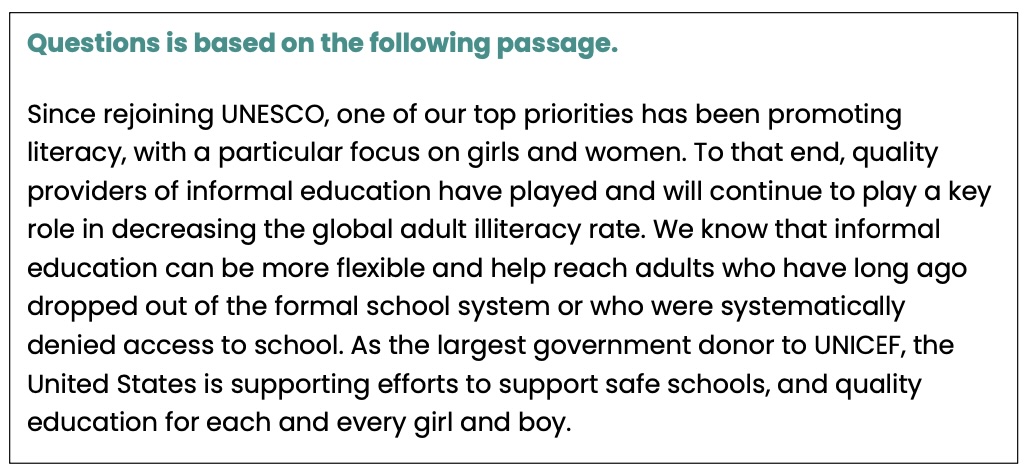 Questions is based on the following passage.
Since rejoining UNESCO, one of our top priorities has been promoting
literacy, with a particular focus on girls and women. To that end, quality
providers of informal education have played and will continue to play a key
role in decreasing the global adult illiteracy rate. We know that informal
education can be more flexible and help reach adults who have long ago
dropped out of the formal school system or who were systematically
denied access to school. As the largest government donor to UNICEF, the
United States is supporting efforts to support safe schools, and quality
education for each and every girl and boy.